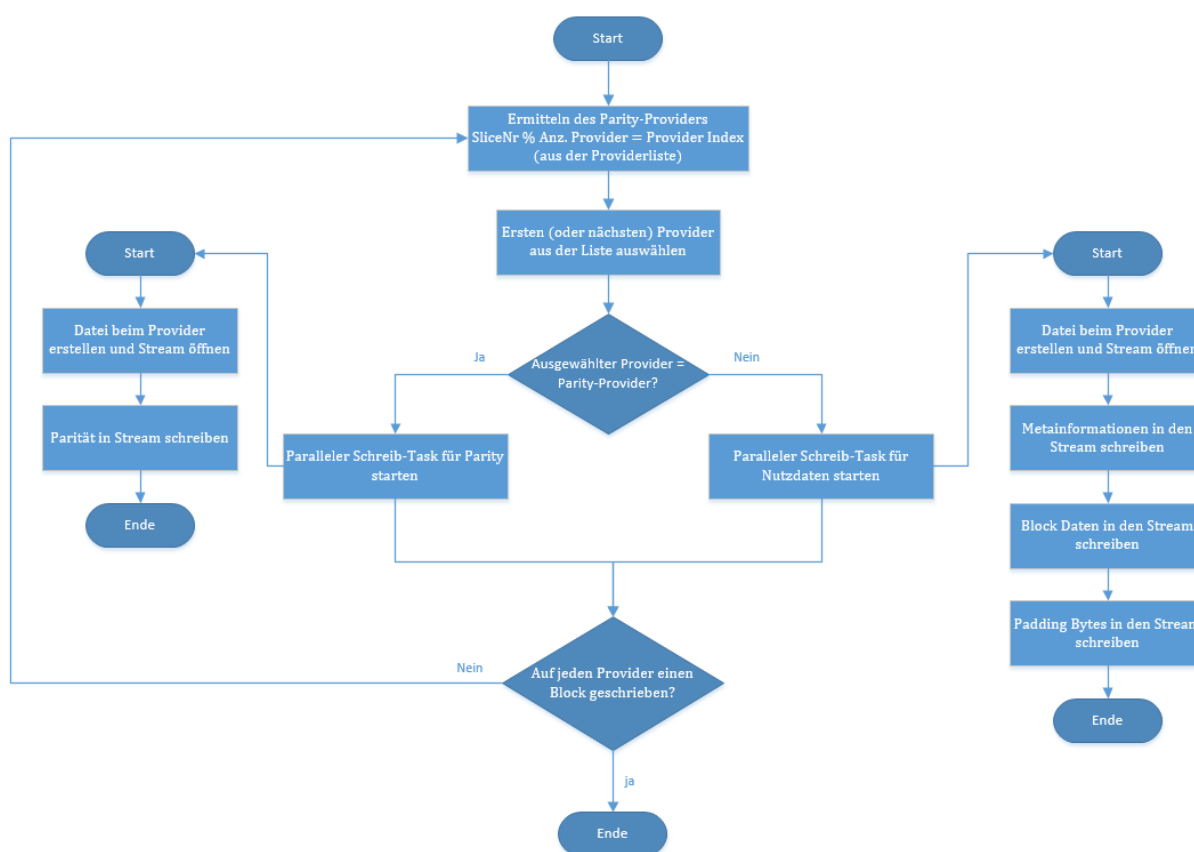 Start
Ermitteln des Parity-Providers
SliceNr % Anz. Provider = Provider Index
(aus der Providerliste)
Ersten (oder nächsten) Provider
aus der Liste auswählen
Ausgewählter Provider =
Parity-Provider?
Ja
Nein
Paralleler Schreib-Task für Parity
starten
Paralleler Schreib-Task für
Nutzdaten starten
Start
Datei beim Provider
erstellen und Stream öffnen
Parität in Stream schreiben
Ende
Start
Datei beim Provider
erstellen und Stream öffnen
Metainformationen in den
Stream schreiben
Block Daten in den Stream
schreiben
Padding Bytes in den Stream
schreiben
Ende
Auf jeden Provider einen
Block geschrieben?
Nein
ja
Ende